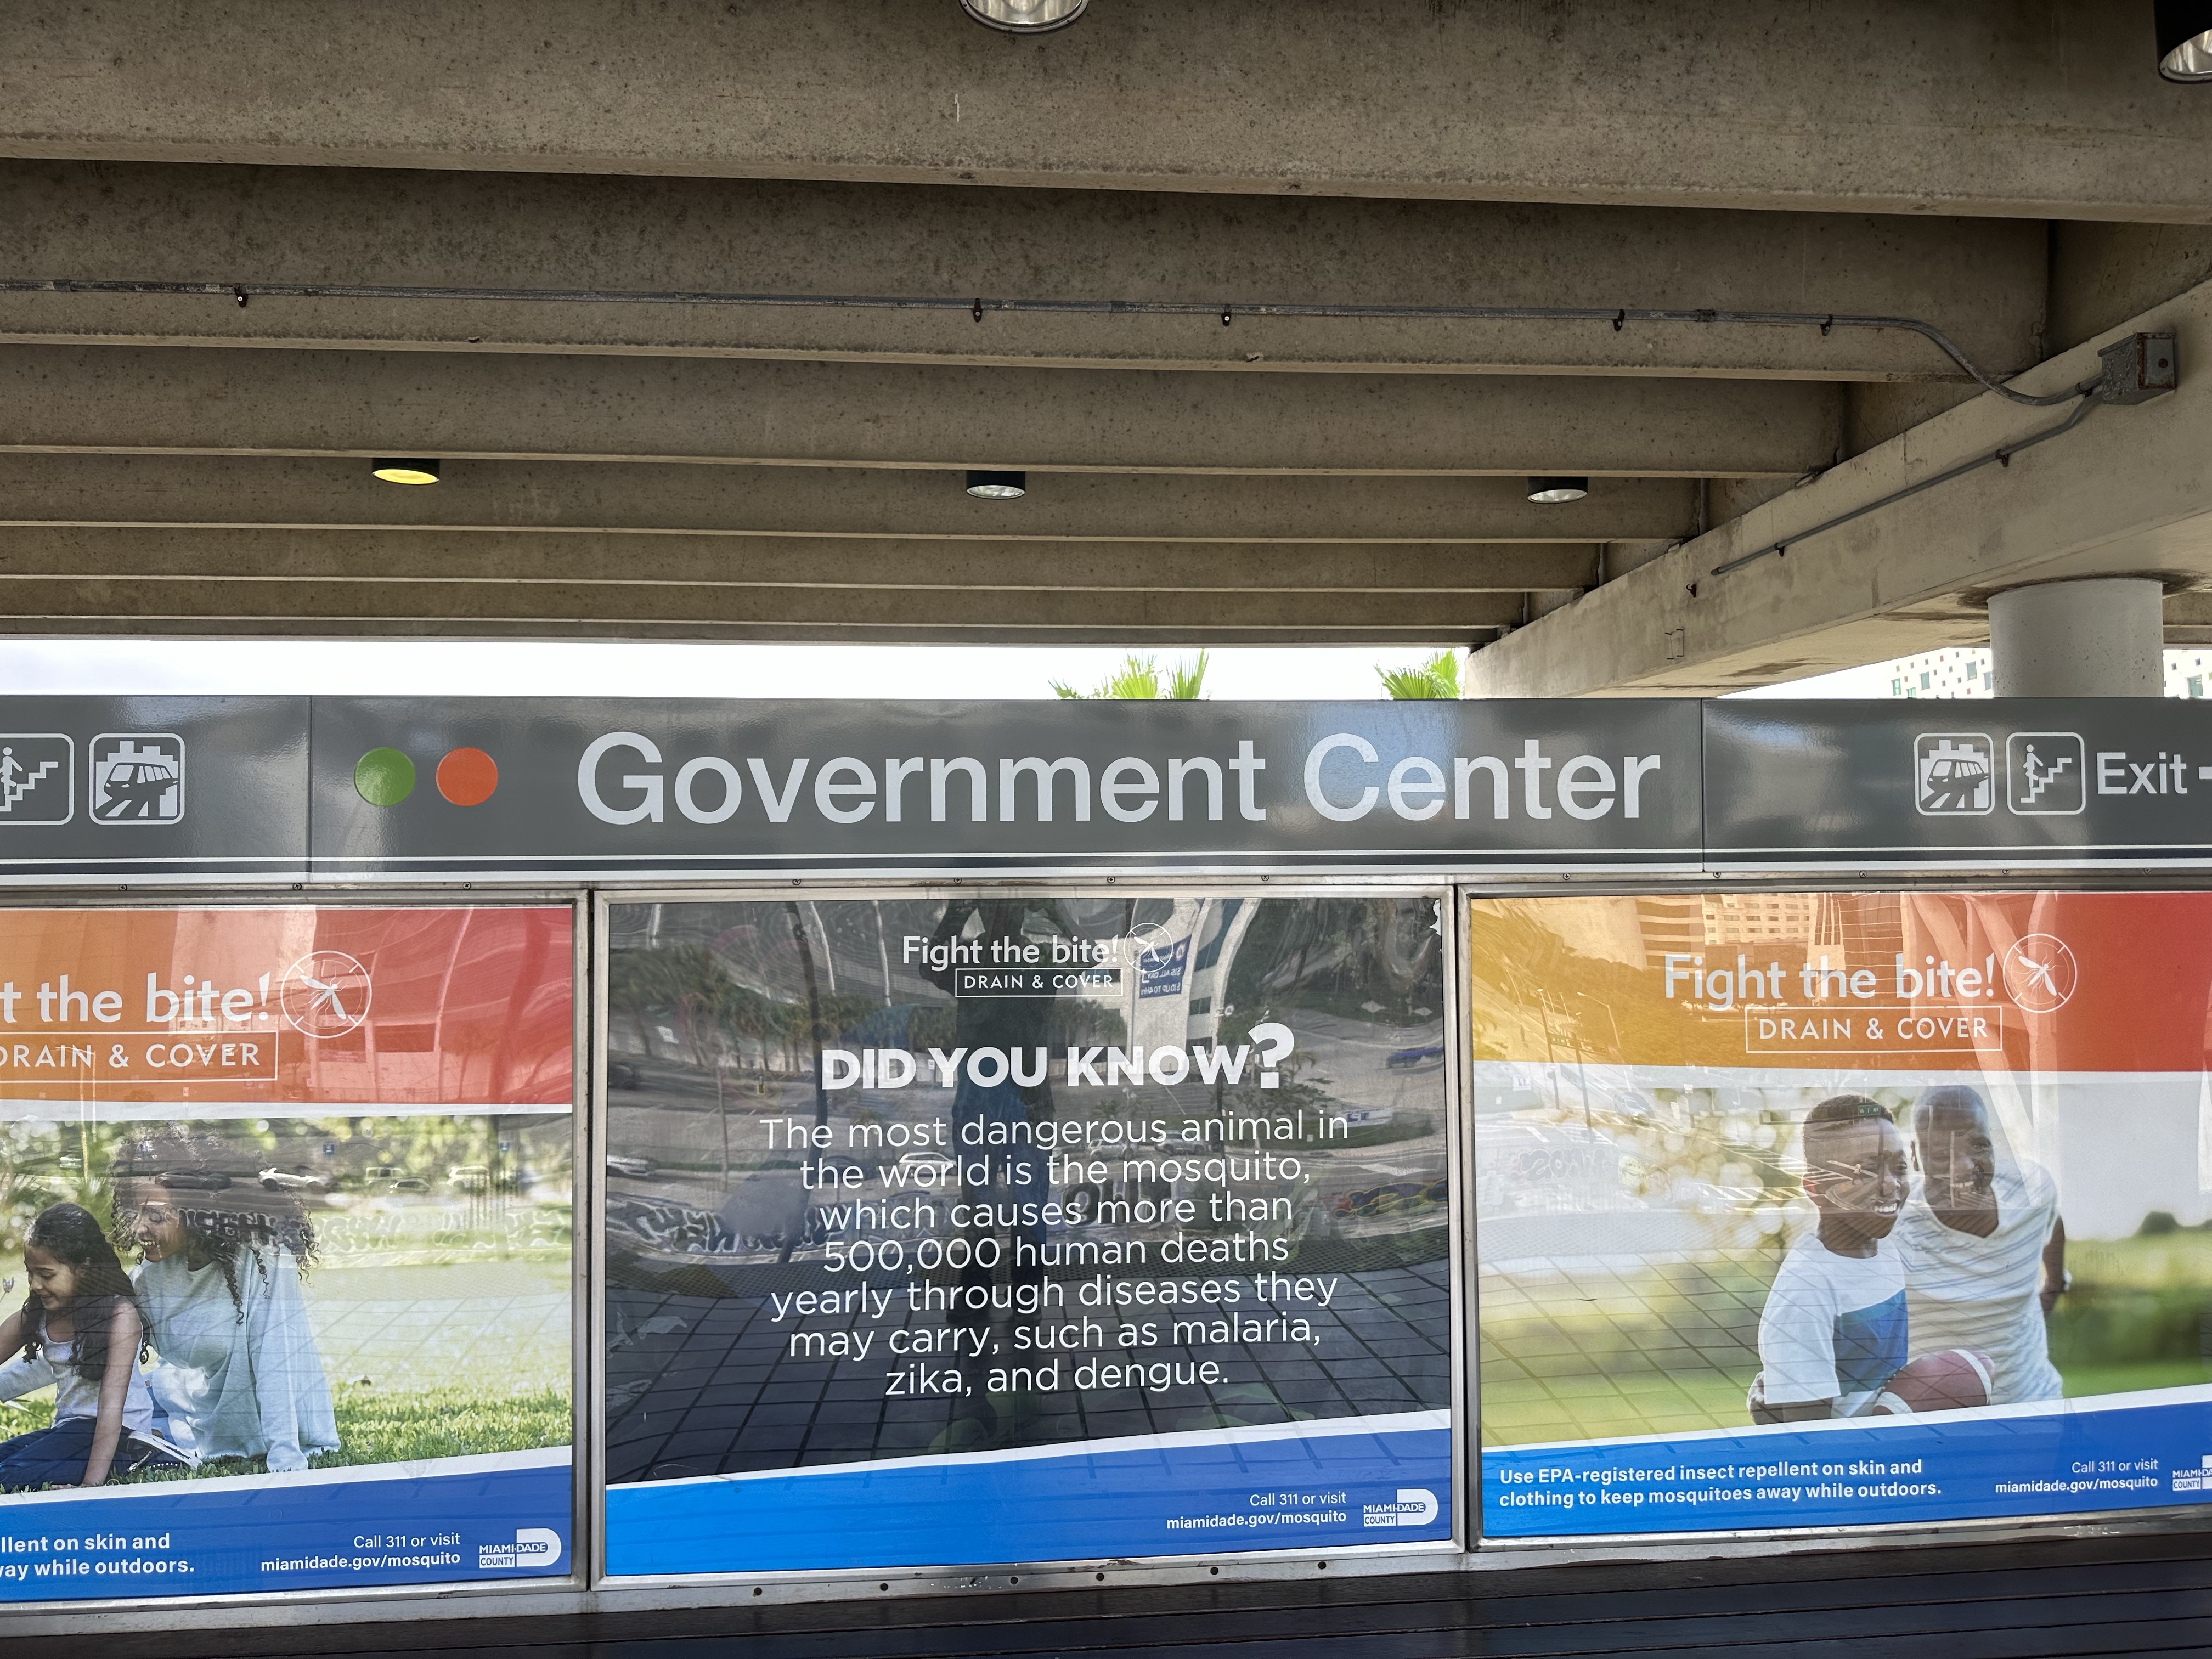 Government Center
Exit
t the bite!
DRAIN & COVER
llent on skin and
way while outdoors.
Call 311 or visit
miamidade.gov/mosquito
MIAMI-DADE
COUNTY
Fight the bite!
DRAIN & COVER
DID YOU KNOW?
The most dangerous animal in
the world is the mosquito,
which causes more than
500,000 human deaths
yearly through diseases they
may carry, such as malaria,
zika, and dengue.
Call 311 or visit
miamidade.gov/mosquito
MIAMI-DADE
COUNTY
Fight the bite!
DRAIN & COVER
Use EPA-registered insect repellent on skin and
clothing to keep mosquitoes away while outdoors.
Call 311 or visit
miamidade.gov/mosquito
MIAMI-DA
COUNTY